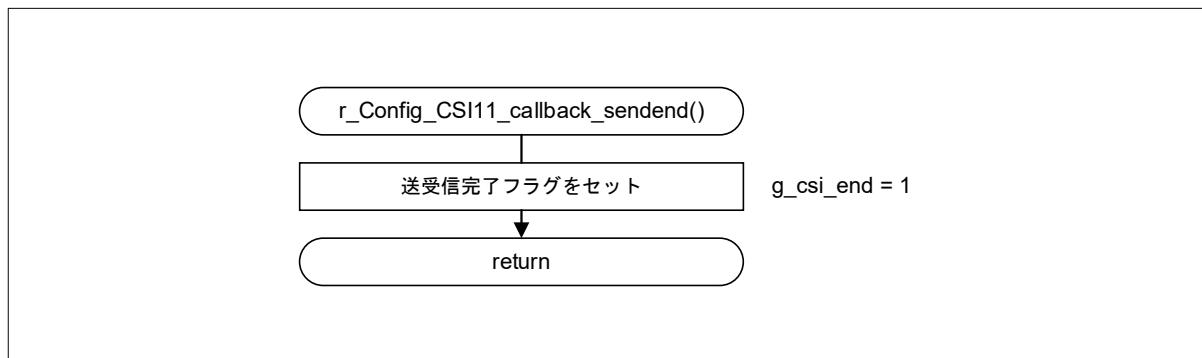 r_Config_CSI11_callback_sendend()
送受信完了フラグをセット
g_csi_end = 1
return